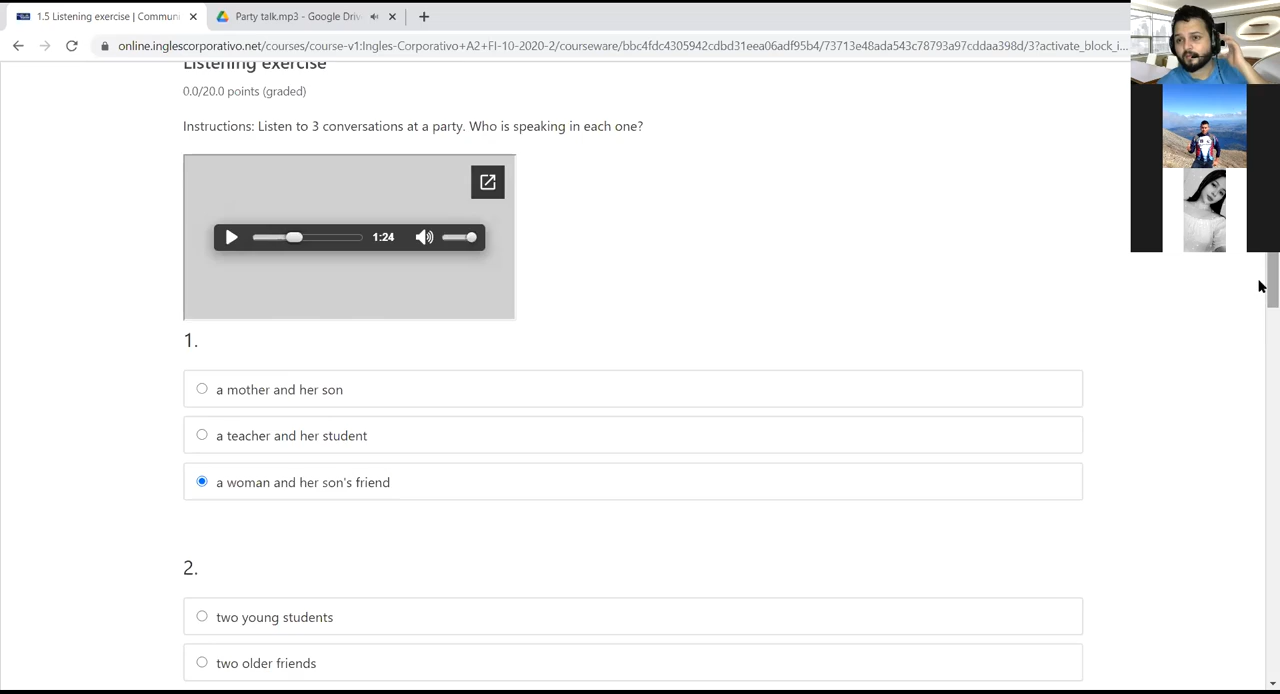 1.5 Listening exercise | Commun
Party talk.mp3 - Google Driv
online.inglescorporativo.net/courses/course-v1:Ingles-Corporativo+A2+FI-10-2020-2/courseware/bbc4fdc4305942cdbd31eea06adf95b4/73713e48ada543c78793a97cddaa398d/3?activate_block_i...
Listening exercise
0.0/20.0 points (graded)
Instructions: Listen to 3 conversations at a party. Who is speaking in each one?
1:24
1.
a mother and her son
a teacher and her student
a woman and her son's friend
2.
two young students
two older friends